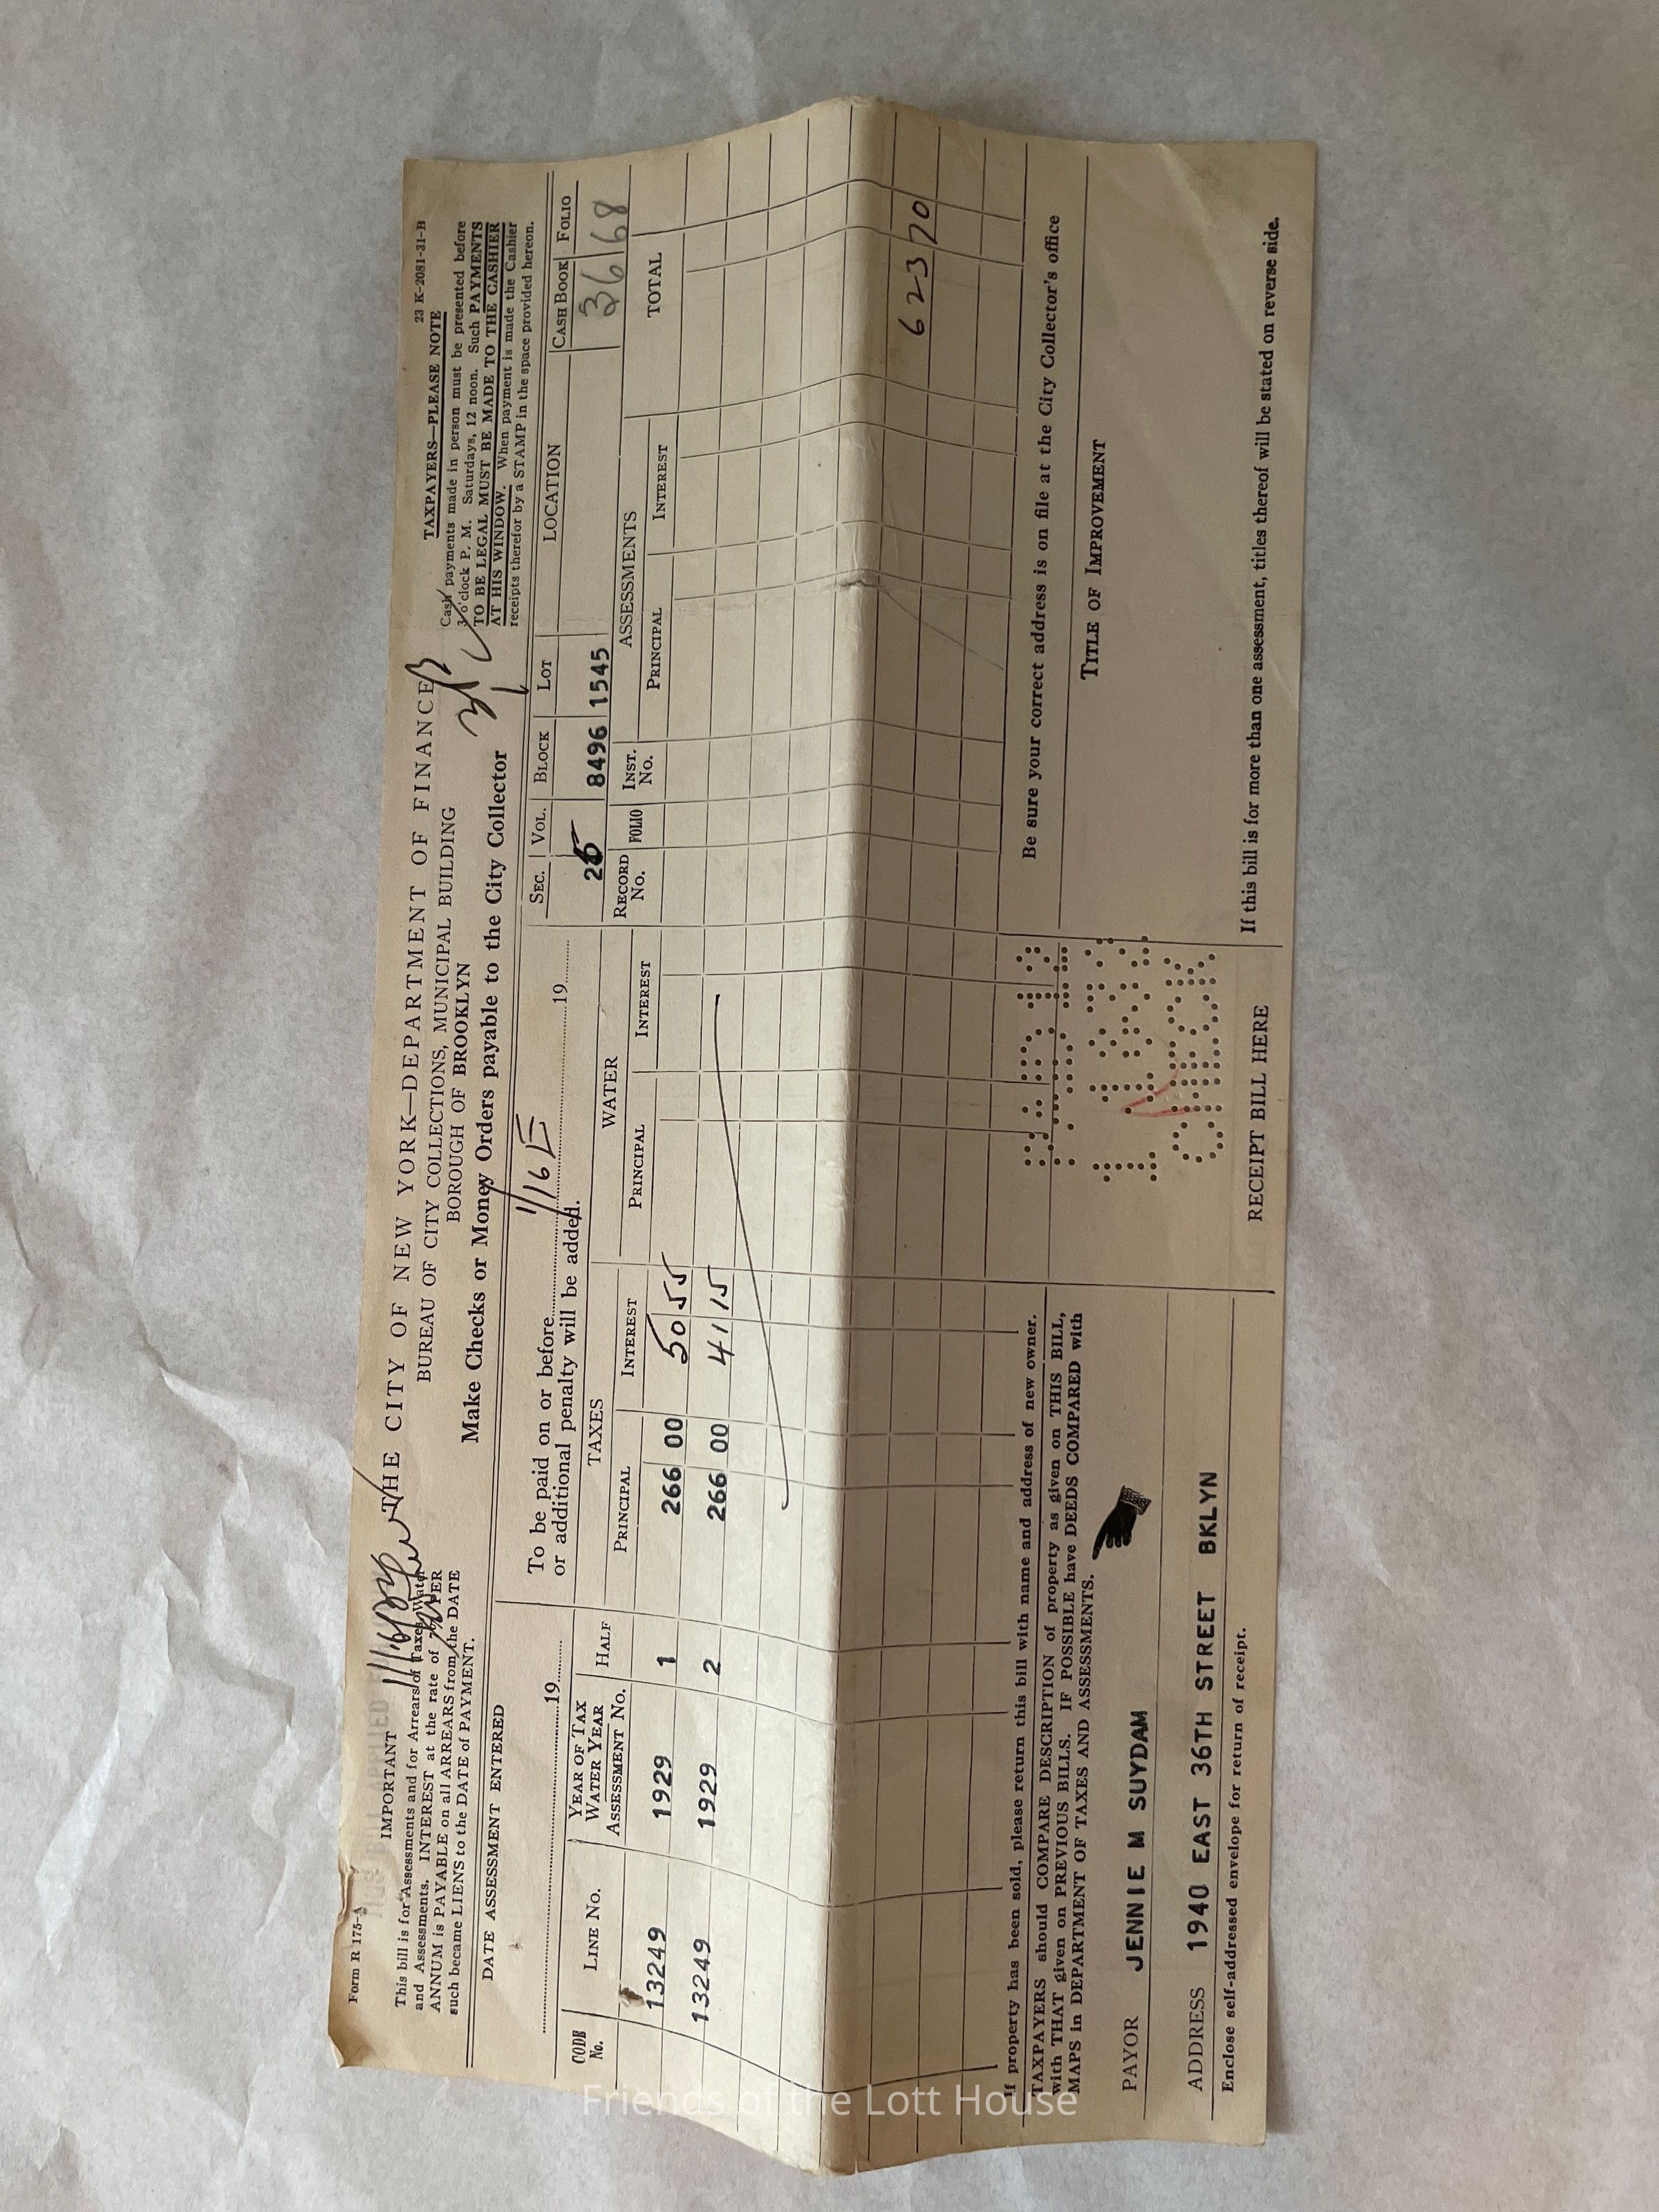 Form R 175-A
IMPORTANT
This bill is for Assessments and for Arrears of Taxes, Water
and Assessments. INTEREST at the rate of 7% PER
ANNUM is PAYABLE on all ARREARS from the DATE
such became LIENS to the DATE of PAYMENT.
THE CITY OF NEW YORK—DEPARTMENT OF FINANCE
BUREAU OF CITY COLLECTIONS, MUNICIPAL BUILDING
BOROUGH OF BROOKLYN
Make Checks or Money Orders payable to the City Collector
23 K-2081-31-B
TAXPAYERS—PLEASE NOTE
Cash payments made in person must be presented before
3 o'clock P. M. Saturdays, 12 noon. Such PAYMENTS
TO BE LEGAL MUST BE MADE TO THE CASHIER
AT HIS WINDOW. When payment is made the Cashier
receipts therefor by a STAMP in the space provided hereon.
DATE ASSESSMENT ENTERED
19
To be paid on or before 1/16 19
or additional penalty will be added.
SEC. VOL. BLOCK LOT LOCATION CASH BOOK FOLIO
26 8496 1545 36 68
CODE No. LINE No. YEAR OF TAX WATER YEAR ASSESSMENT No. HALF TAXES WATER RECORD No. FOLIO INST. No. ASSESSMENTS TOTAL
PRINCIPAL INTEREST PRINCIPAL INTEREST PRINCIPAL INTEREST
13249 1929 1 266 00 50 55
13249 1929 2 266 00 41 15
623 70
If property has been sold, please return this bill with name and address of new owner.
TAXPAYERS should COMPARE DESCRIPTION of property as given on THIS BILL,
with THAT given on PREVIOUS BILLS. IF POSSIBLE have DEEDS COMPARED with
MAPS in DEPARTMENT OF TAXES AND ASSESSMENTS.
PAYOR JENNIE M SUYDAM
ADDRESS 1940 EAST 36TH STREET BKLYN
Enclose self-addressed envelope for return of receipt.
RECEIPT BILL HERE
Be sure your correct address is on file at the City Collector's office
TITLE OF IMPROVEMENT
If this bill is for more than one assessment, titles thereof will be stated on reverse side.
Friends of the Lott House